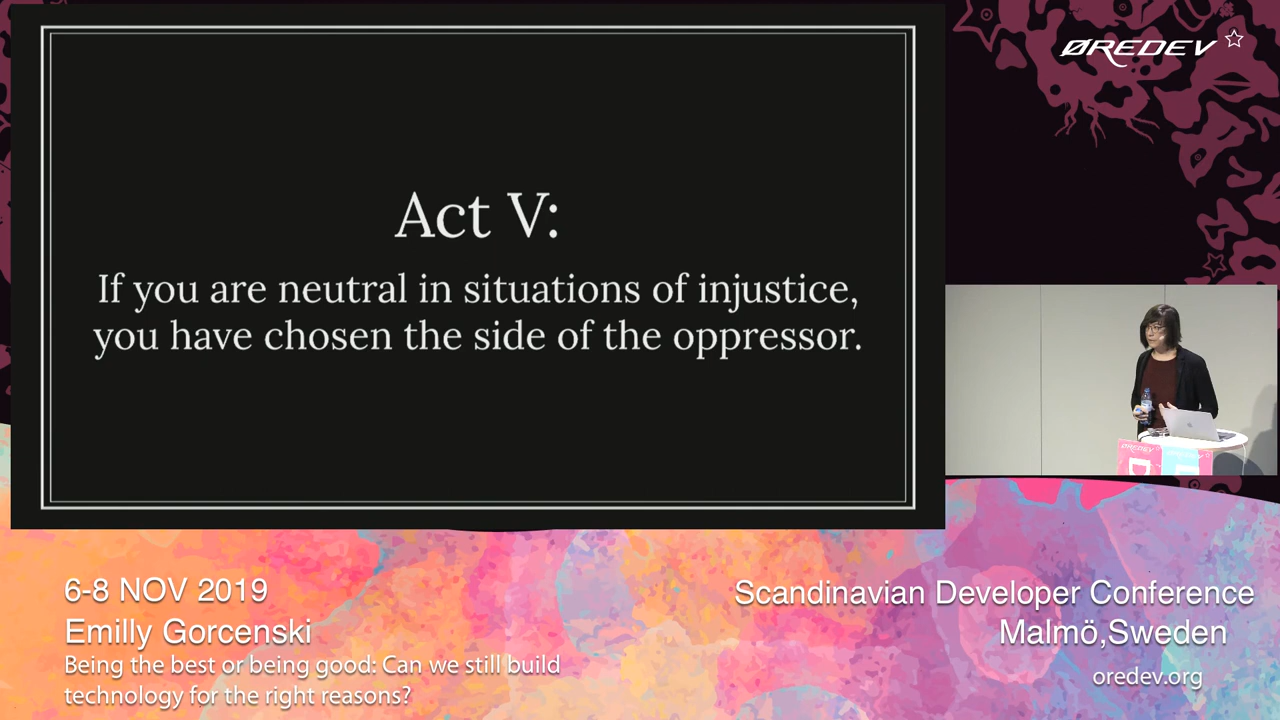 ØREDEV
Act V:
If you are neutral in situations of injustice,
you have chosen the side of the oppressor.
ØREDEV
6-8 NOV 2019
Emilly Gorcenski
Being the best or being good: Can we still build
technology for the right reasons?
Scandinavian Developer Conference
Malmö,Sweden
oredev.org